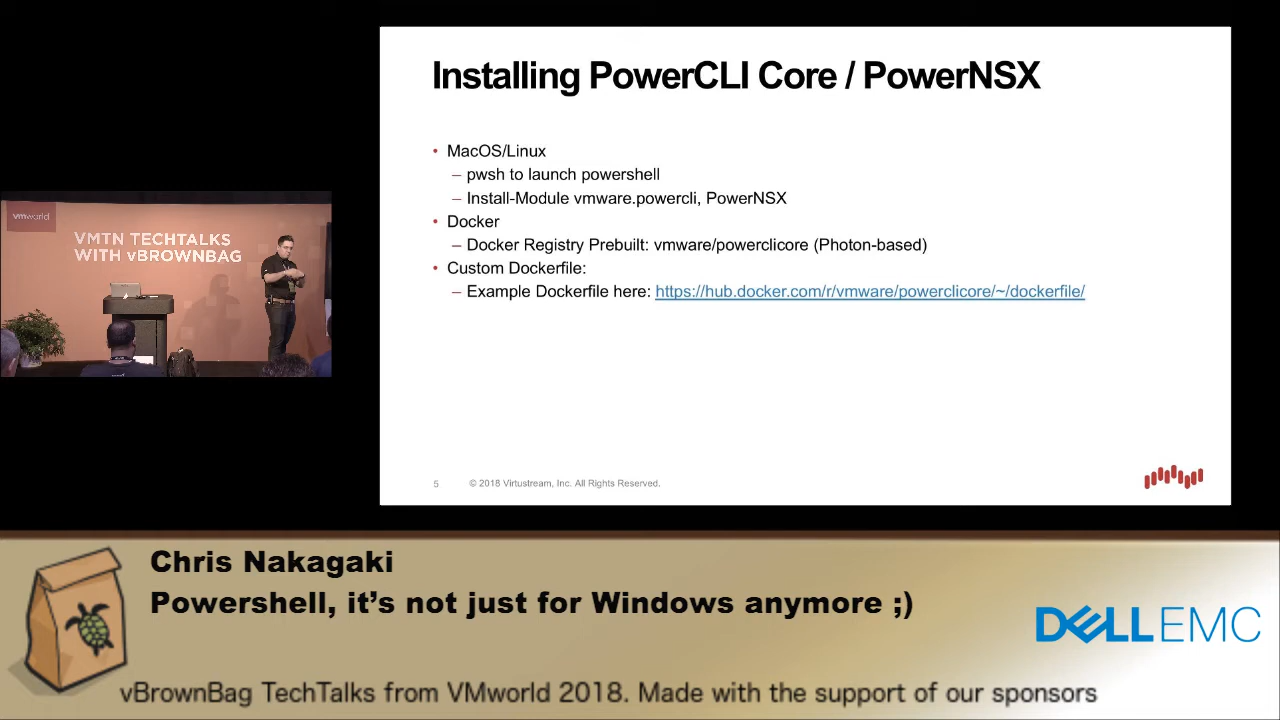 Installing PowerCLI Core / PowerNSX
• MacOS/Linux
– pwsh to launch powershell
– Install-Module vmware.powercli, PowerNSX
• Docker
– Docker Registry Prebuilt: vmware/powerclicore (Photon-based)
• Custom Dockerfile:
– Example Dockerfile here: https://hub.docker.com/r/vmware/powerclicore/~/dockerfile/
5 © 2018 Virtustream, Inc. All Rights Reserved.
vmworld
VMTN TECHTALKS
WITH vBROWNBAG
Chris Nakagaki
Powershell, it's not just for Windows anymore ;)
DELLEMC
vBrownBag TechTalks from VMworld 2018. Made with the support of our sponsors